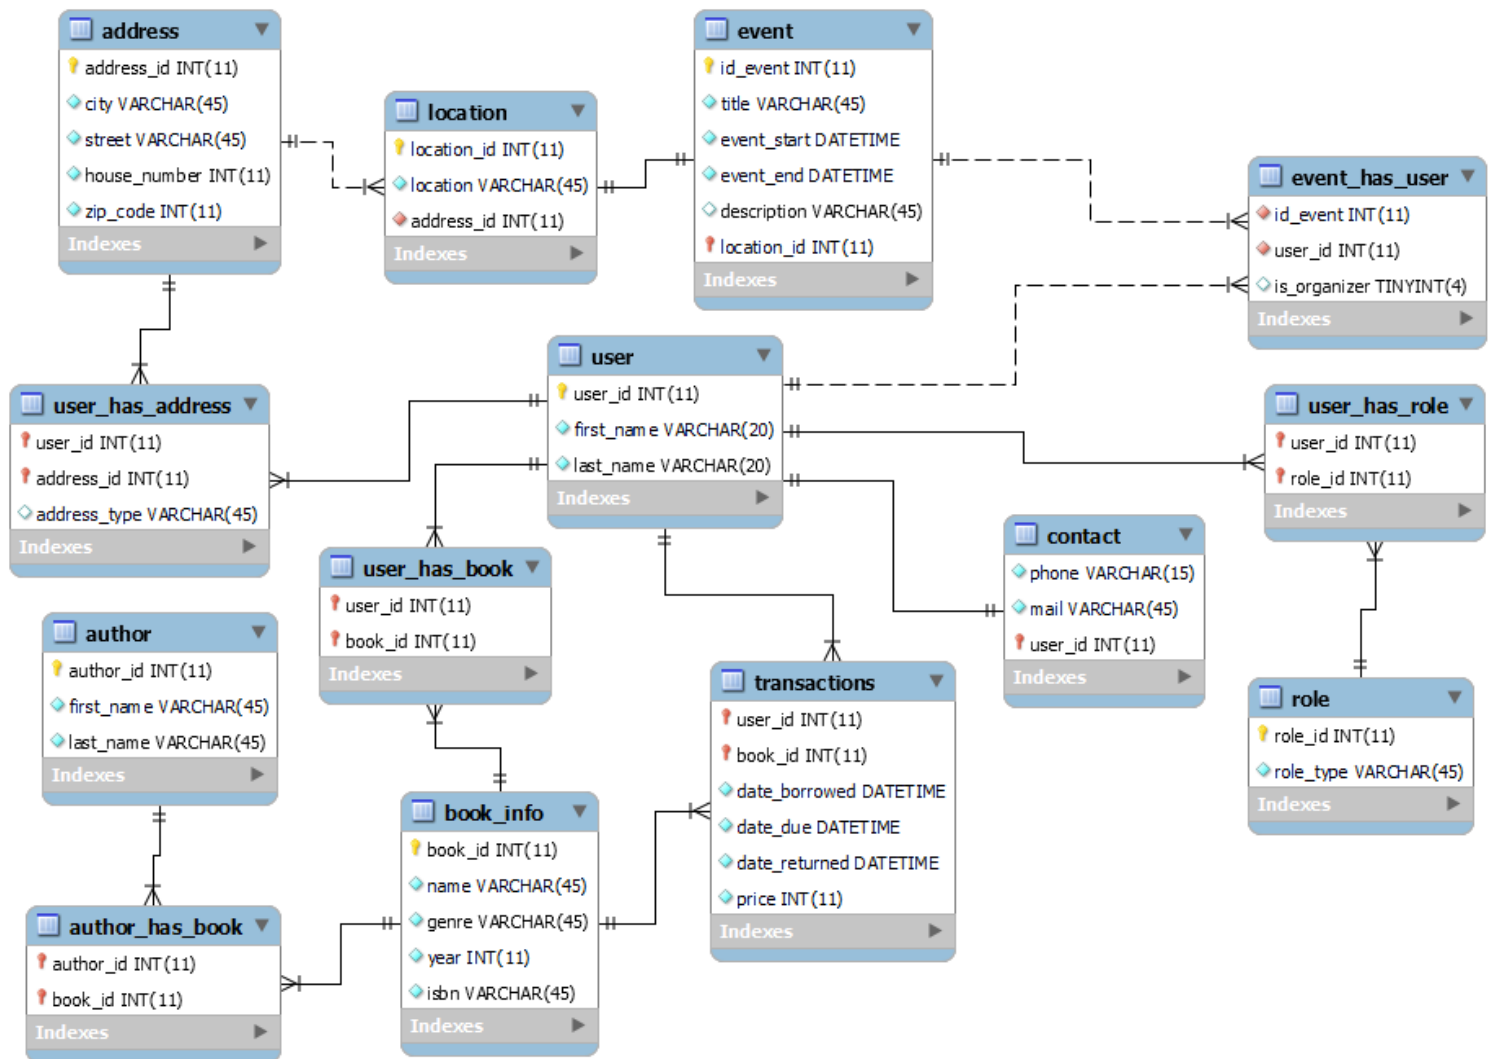 address
address_id INT(11)
city VARCHAR(45)
street VARCHAR(45)
house_number INT(11)
zip_code INT(11)
Indexes
location
location_id INT(11)
location VARCHAR(45)
address_id INT(11)
Indexes
event
id_event INT(11)
title VARCHAR(45)
event_start DATETIME
event_end DATETIME
description VARCHAR(45)
location_id INT(11)
Indexes
event_has_user
id_event INT(11)
user_id INT(11)
is_organizer TINYINT(4)
Indexes
user
user_id INT(11)
first_name VARCHAR(20)
last_name VARCHAR(20)
Indexes
user_has_address
user_id INT(11)
address_id INT(11)
address_type VARCHAR(45)
Indexes
user_has_role
user_id INT(11)
role_id INT(11)
Indexes
user_has_book
user_id INT(11)
book_id INT(11)
Indexes
contact
phone VARCHAR(15)
mail VARCHAR(45)
user_id INT(11)
Indexes
author
author_id INT(11)
first_name VARCHAR(45)
last_name VARCHAR(45)
Indexes
transactions
user_id INT(11)
book_id INT(11)
date_borrowed DATETIME
date_due DATETIME
date_returned DATETIME
price INT(11)
Indexes
role
role_id INT(11)
role_type VARCHAR(45)
Indexes
book_info
book_id INT(11)
name VARCHAR(45)
genre VARCHAR(45)
year INT(11)
isbn VARCHAR(45)
Indexes
author_has_book
author_id INT(11)
book_id INT(11)
Indexes